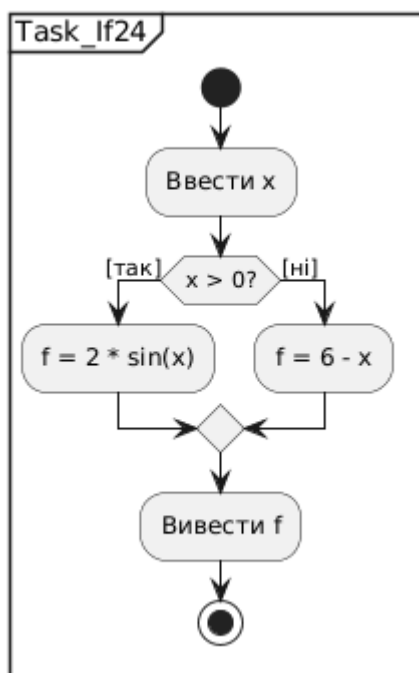 Task_If24
Ввести x
[так]
x > 0?
[ні]
f = 2 * sin(x)
f = 6 - x
Вивести f